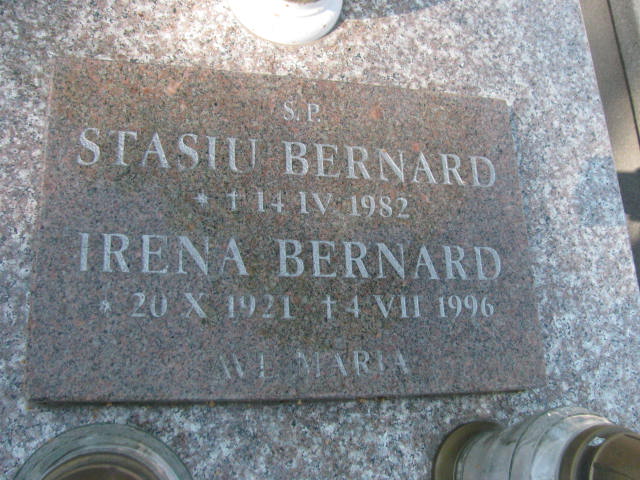 Ś.P.
STASIU BERNARD
* † 14 IV 1982
IRENA BERNARD
* 20 X 1921 † 4 VII 1996
AVE MARIA